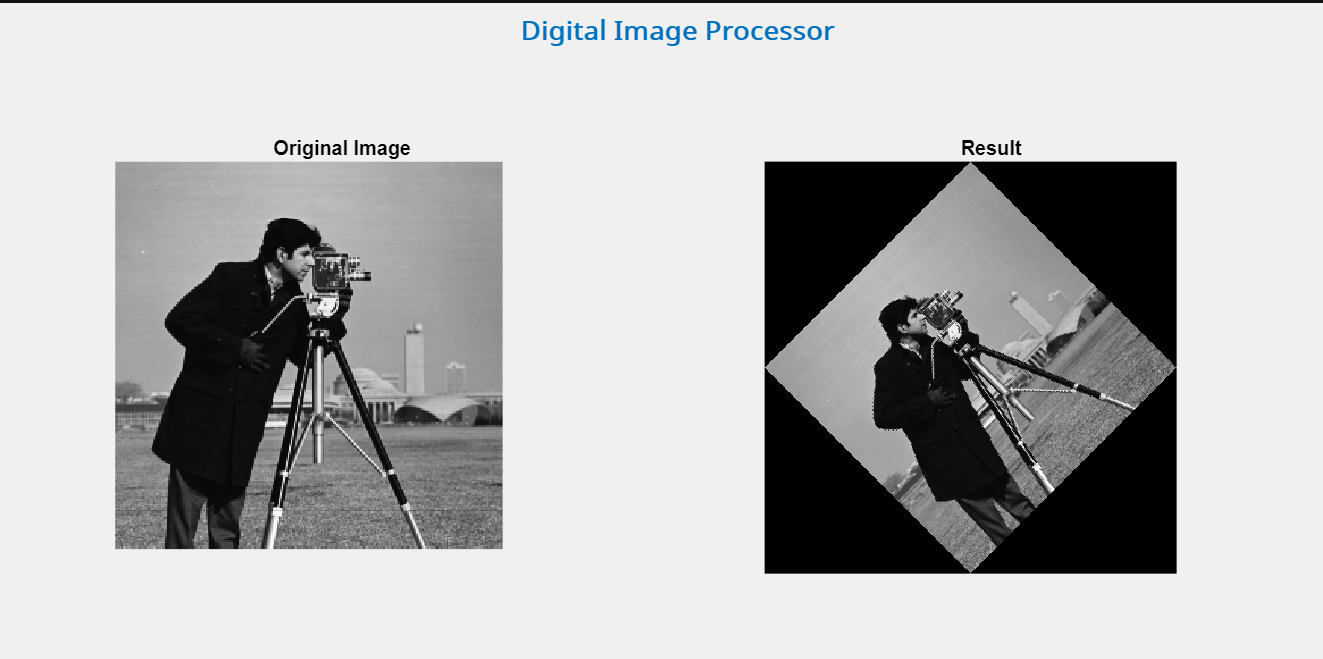 Digital Image Processor
Original Image
Result